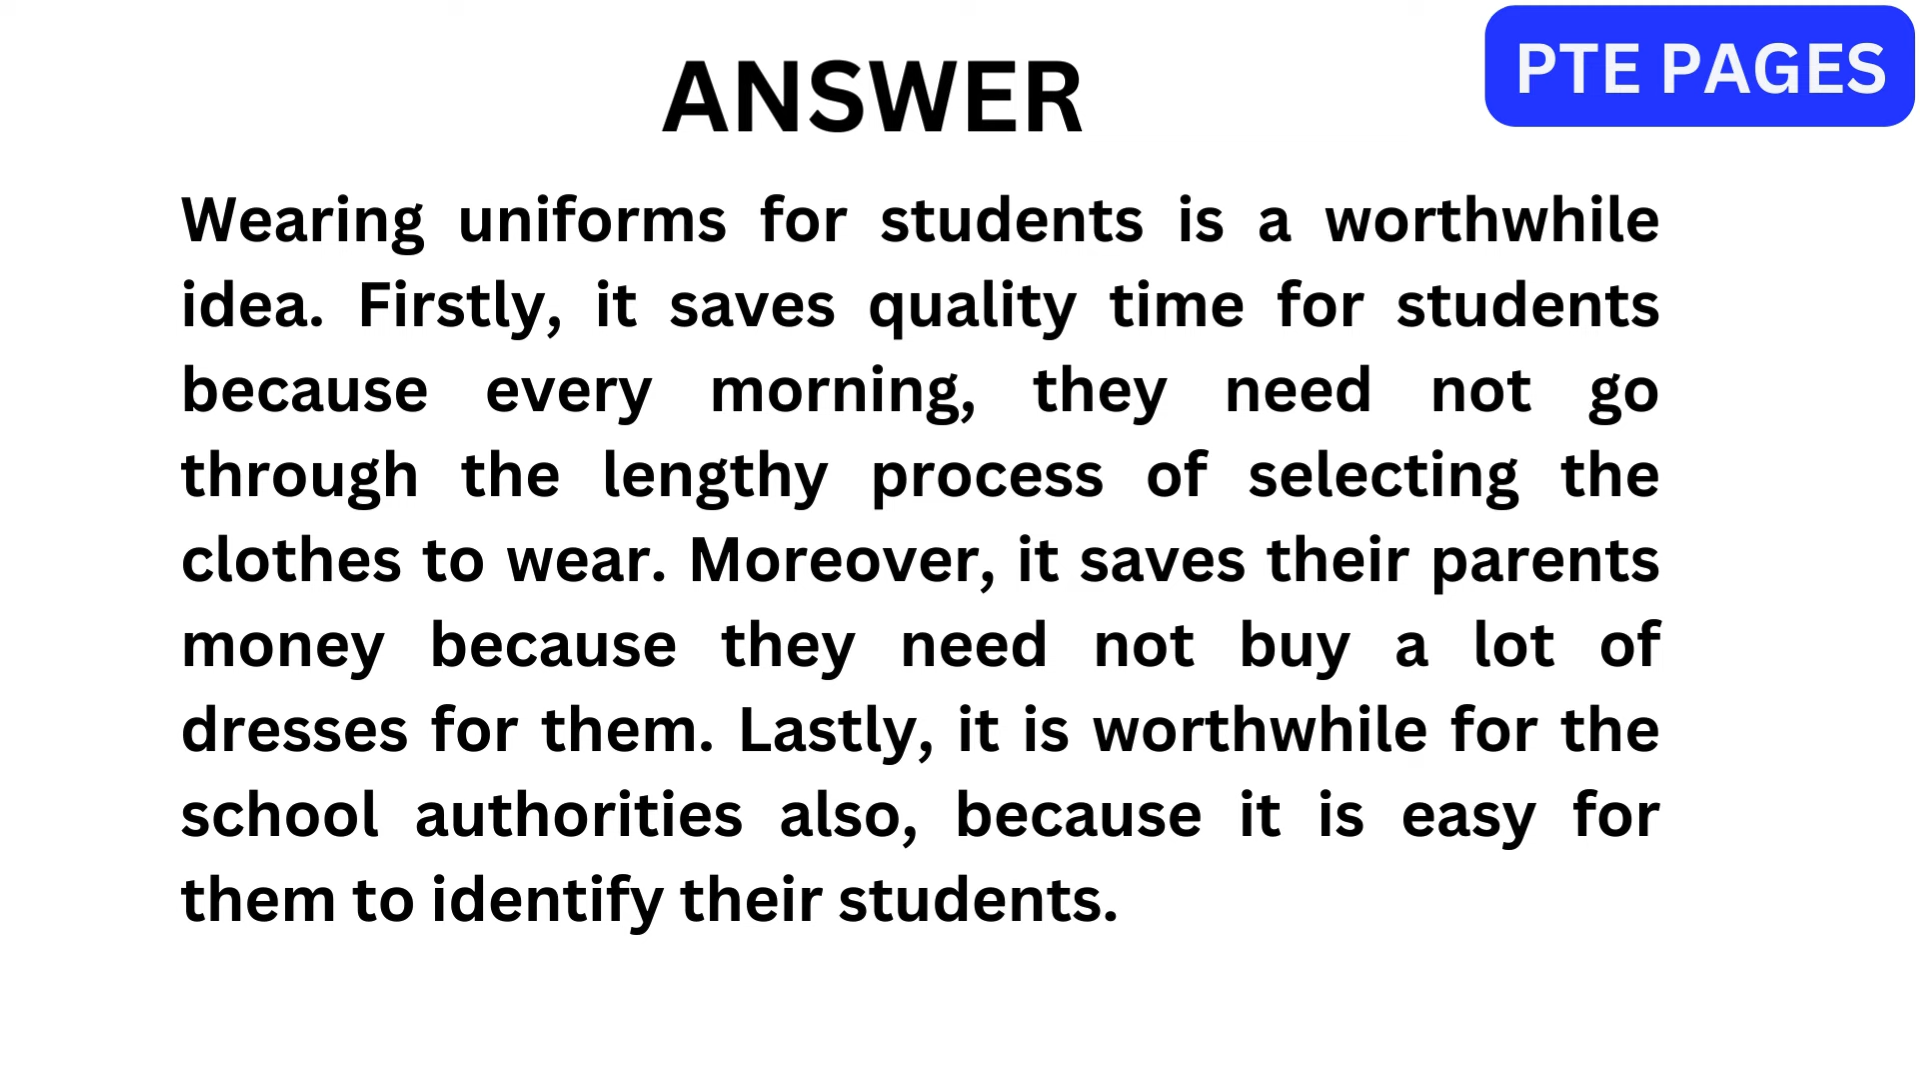 PTE PAGES
ANSWER
Wearing uniforms for students is a worthwhile
idea. Firstly, it saves quality time for students
because every morning, they need not go
through the lengthy process of selecting the
clothes to wear. Moreover, it saves their parents
money because they need not buy a lot of
dresses for them. Lastly, it is worthwhile for the
school authorities also, because it is easy for
them to identify their students.